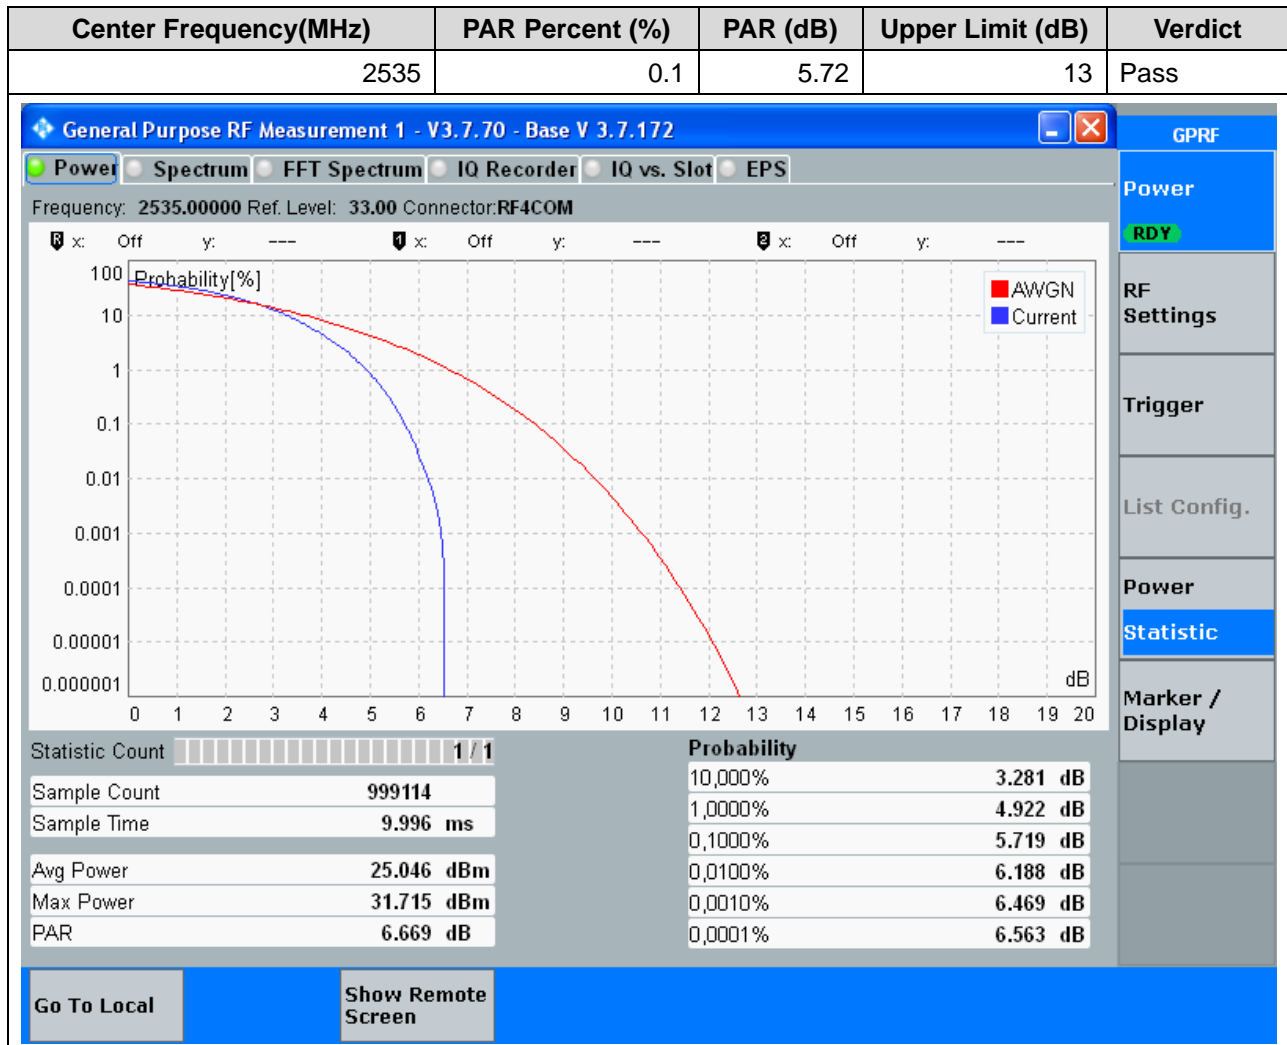 Center Frequency(MHz) PAR Percent (%) PAR (dB) Upper Limit (dB) Verdict
2535 0.1 5.72 13 Pass
General Purpose RF Measurement 1 - V3.7.70 - Base V 3.7.172
GPRF
Power Spectrum FFT Spectrum IQ Recorder IQ vs. Slot EPS
Power
RDY
Frequency: 2535.00000 Ref. Level: 33.00 Connector:RF4COM
R x: Off y: --- 1 x: Off y: --- 2 x: Off y: ---
Probability[%]
100
10
1
0.1
0.01
0.001
0.0001
0.00001
0.000001
AWGN
Current
dB
0 1 2 3 4 5 6 7 8 9 10 11 12 13 14 15 16 17 18 19 20
RF
Settings
Trigger
List Config.
Power
Statistic
Marker /
Display
Statistic Count 1 / 1
Sample Count 999114
Sample Time 9.996 ms
Avg Power 25.046 dBm
Max Power 31.715 dBm
PAR 6.669 dB
Probability
10,000% 3.281 dB
1,0000% 4.922 dB
0,1000% 5.719 dB
0,0100% 6.188 dB
0,0010% 6.469 dB
0,0001% 6.563 dB
Go To Local
Show Remote
Screen